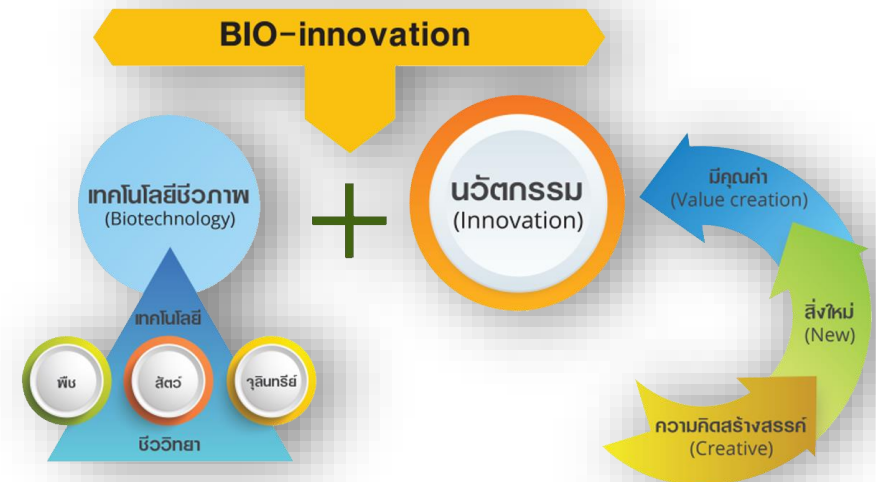 BIO-innovation
เทคโนโลยีชีวภาพ
(Biotechnology)
เทคโนโลยี
พืช
สัตว์
จุลินทรีย์
ชีววิทยา
นวัตกรรม
(Innovation)
มีคุณค่า
(Value creation)
สิ่งใหม่
(New)
ความคิดสร้างสรรค์
(Creative)